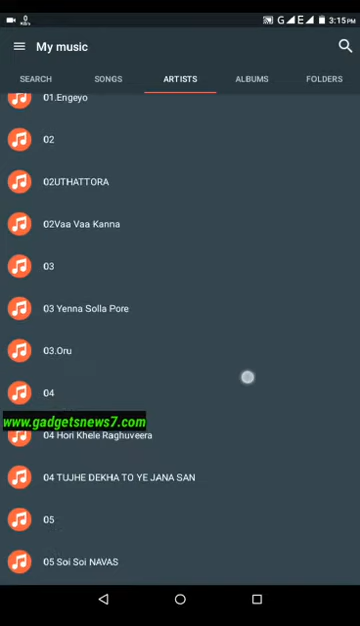 0
K/s
G E
3:15PM
My music
SEARCH SONGS ARTISTS ALBUMS FOLDERS
01.Engeyo
02
02UTHATTORA
02Vaa Vaa Kanna
03
03 Yenna Solla Pore
03.Oru
04
www.gadgetsnews7.com
04 Hori Khele Raghuveera
04 TUJHE DEKHA TO YE JANA SAN
05
05 Soi Soi NAVAS